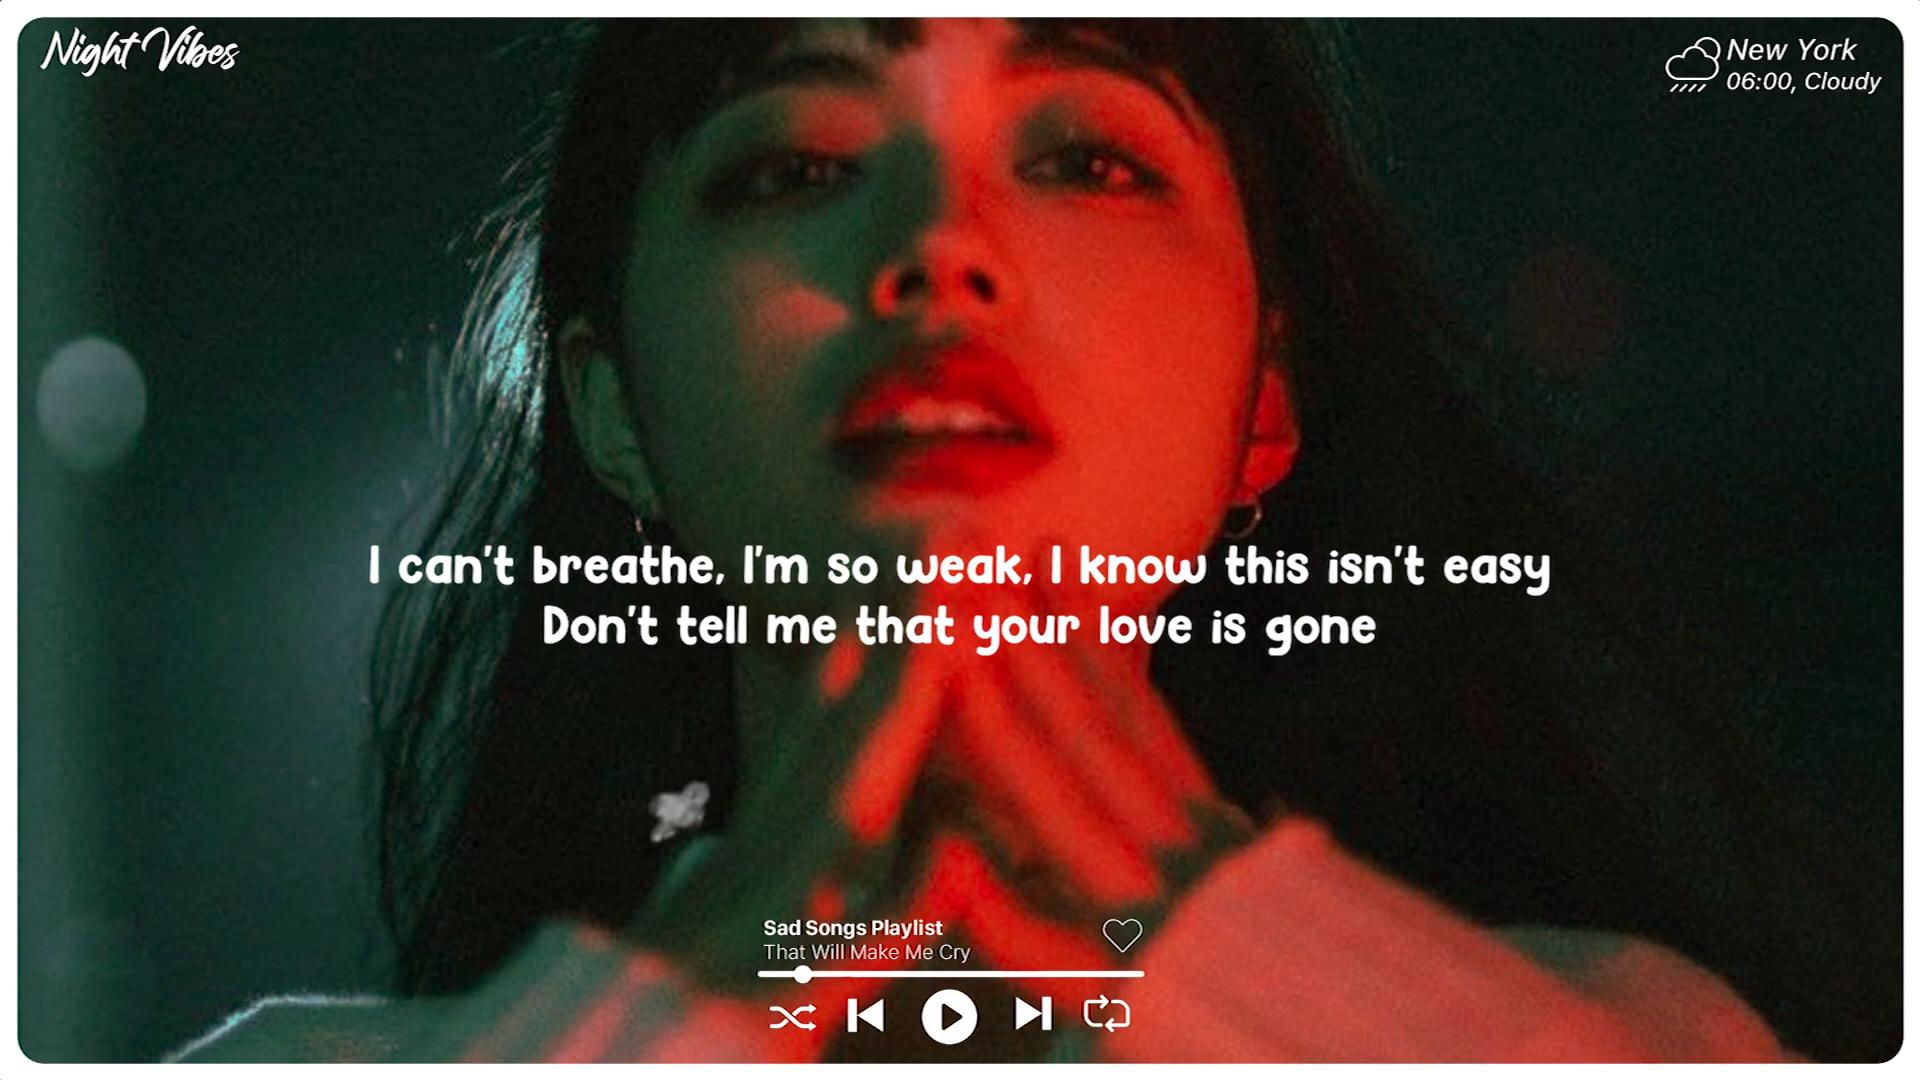 Night Vibes
New York
06:00, Cloudy
I can't breathe, I'm so weak, I know this isn't easy
Don't tell me that your love is gone
Sad Songs Playlist
That Will Make Me Cry